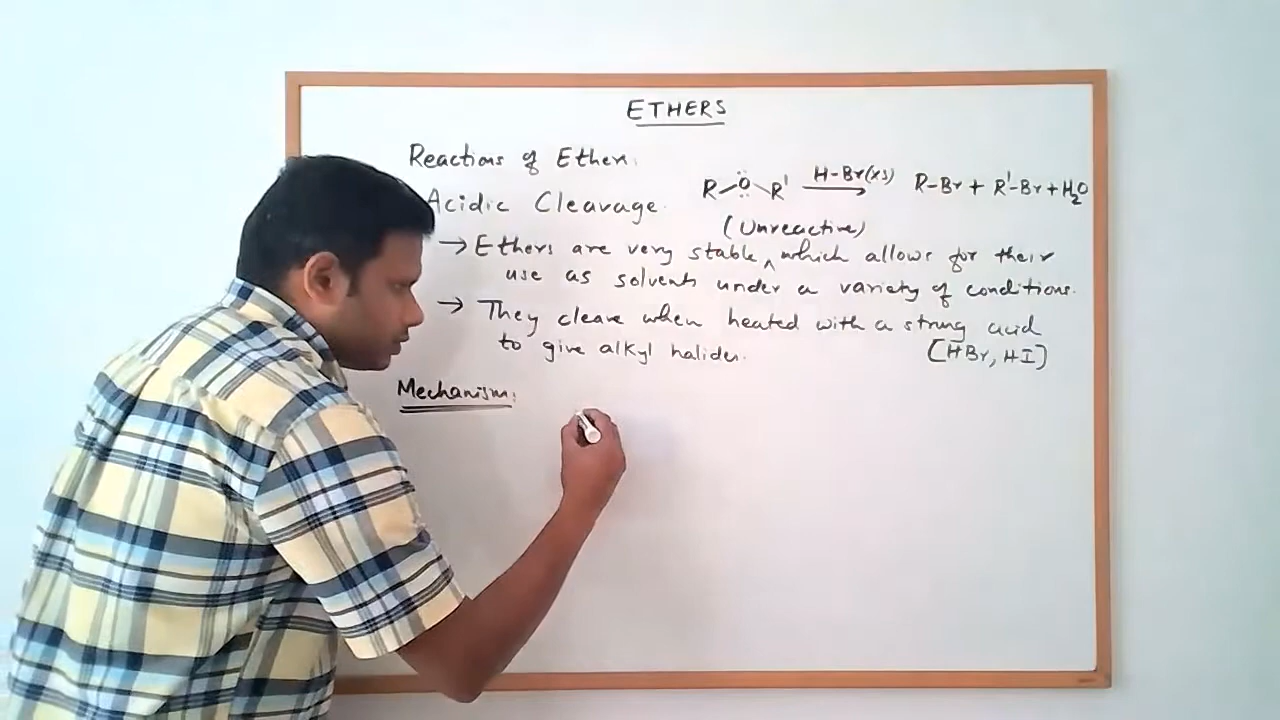 ETHERS
Reactions of Ethers:
Acidic Cleavage.
R-Ö-R' H-Br(xs) R-Br + R'-Br + H₂O
(Unreactive)
→ Ethers are very stable ^ which allows for their
use as solvents under a variety of conditions.
→ They cleave when heated with a strong acid
to give alkyl halides. [HBr, HI]
Mechanism: